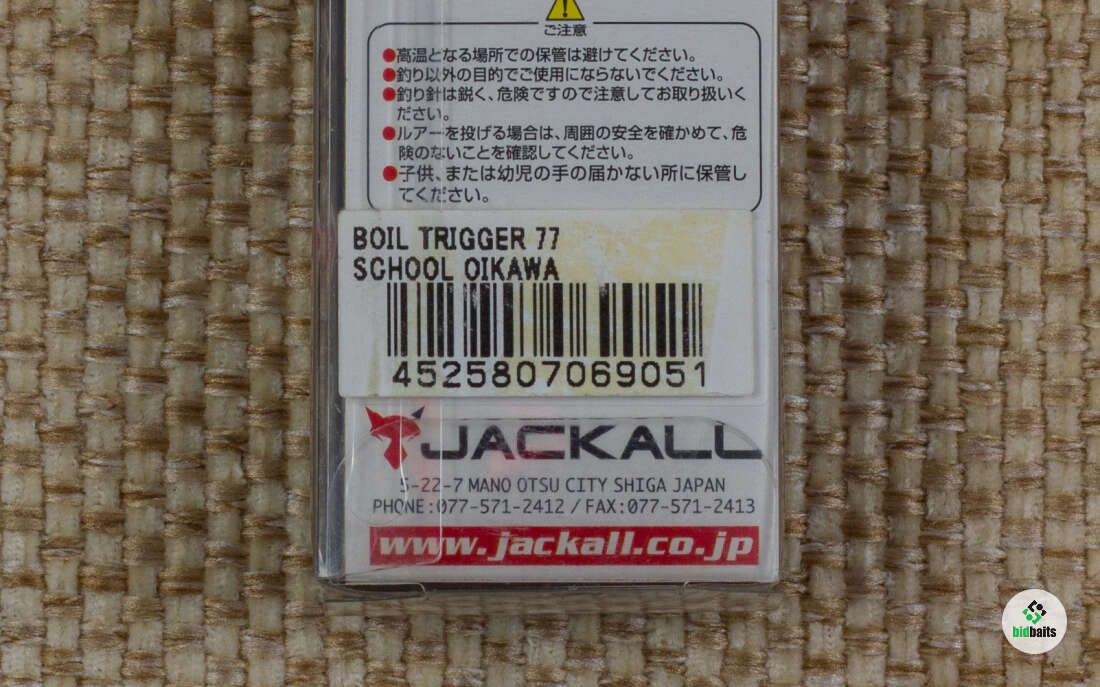 ご注意
●高温となる場所での保管は避けてください。
●釣り以外の目的でご使用にならないでください。
●釣り針は鋭く、危険ですので注意してお取り扱いく
ださい。
●ルアーを投げる場合は、周囲の安全を確かめて、危
険のないことを確認してください。
●子供、または幼児の手の届かない所に保管し
てください。
BOIL TRIGGER 77
SCHOOL OIKAWA
4525807069051
JACKALL
5-22-7 MANO OTSU CITY SHIGA JAPAN
PHONE:077-571-2412 / FAX:077-571-2413
www.jackall.co.jp
bidbaits